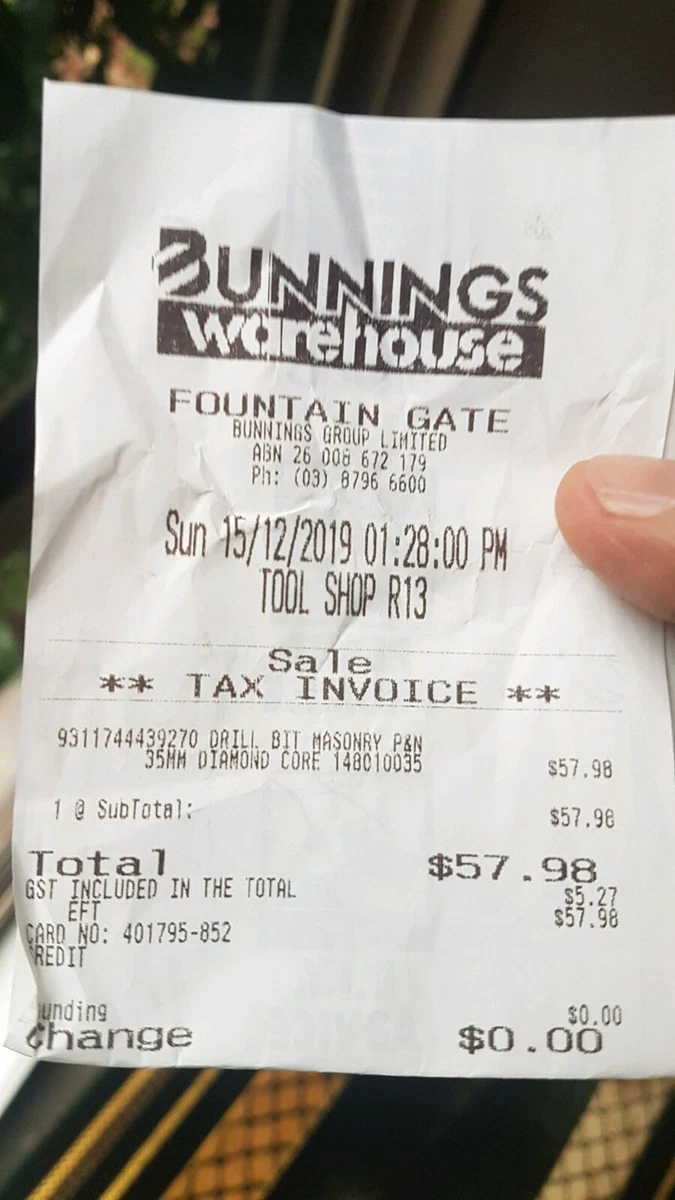 BUNNINGS
warehouse
FOUNTAIN GATE
BUNNINGS GROUP LIMITED
ABN 26 008 672 179
Ph: (03) 8796 6600
Sun 15/12/2019 01:28:00 PM
TOOL SHOP R13
Sale
** TAX INVOICE **
9311744439270 DRILL BIT MASONRY P&N
35MM DIAMOND CORE 148010035 $57.98
1 @ SubTotal: $57.98
Total $57.98
GST INCLUDED IN THE TOTAL $5.27
EFT $57.98
CARD NO: 401795-852
CREDIT
unding $0.00
Change $0.00